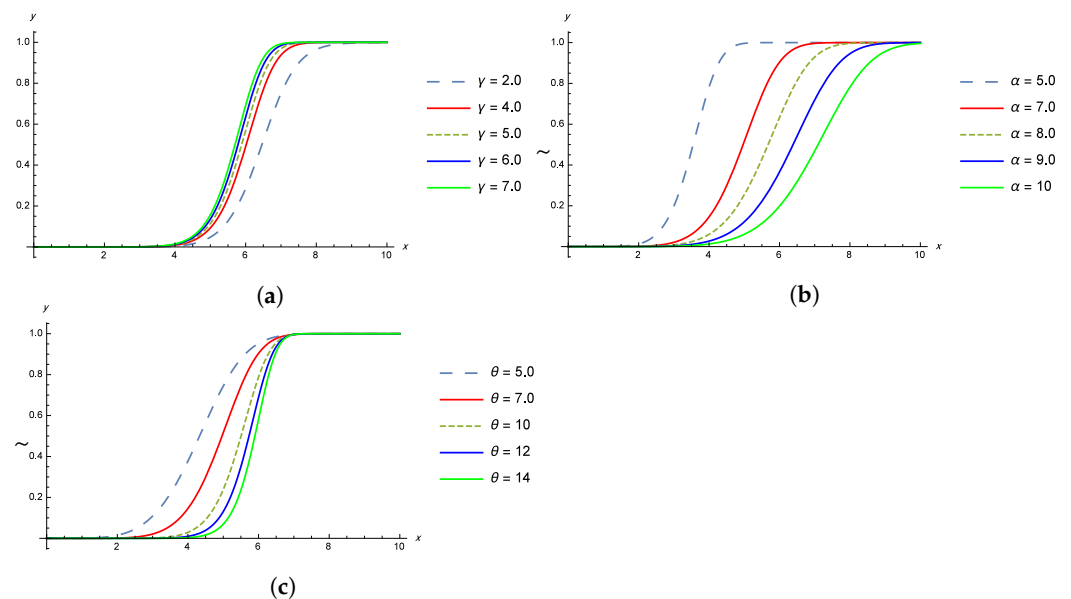 y
1.0
0.8
0.6
0.4
0.2
2
4
6
8
10
x
γ = 2.0
γ = 4.0
γ = 5.0
γ = 6.0
γ = 7.0
(a)
y
1.0
0.8
0.6
0.4
0.2
~
2
4
6
8
10
x
α = 5.0
α = 7.0
α = 8.0
α = 9.0
α = 10
(b)
y
1.0
0.8
0.6
0.4
0.2
~
2
4
6
8
10
x
θ = 5.0
θ = 7.0
θ = 10
θ = 12
θ = 14
(c)